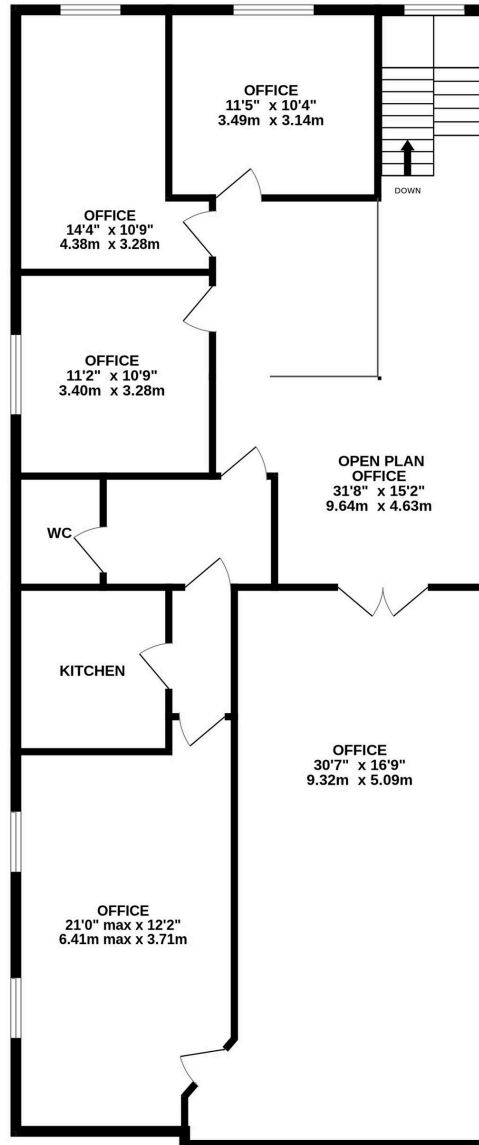 OFFICE
11'5" x 10'4"
3.49m x 3.14m
DOWN
OFFICE
14'4" x 10'9"
4.38m x 3.28m
OFFICE
11'2" x 10'9"
3.40m x 3.28m
OPEN PLAN
OFFICE
31'8" x 15'2"
9.64m x 4.63m
WC
KITCHEN
OFFICE
30'7" x 16'9"
9.32m x 5.09m
OFFICE
21'0" max x 12'2"
6.41m max x 3.71m